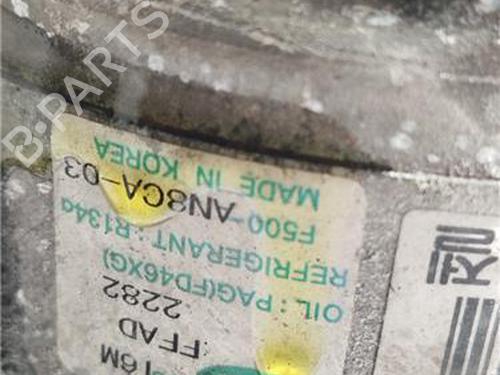 FFAD
2282
OIL : PAG(FD46XG)
REFRIGERANT : R134a
F500-AN8CA-03
MADE IN KOREA
B-PARTS